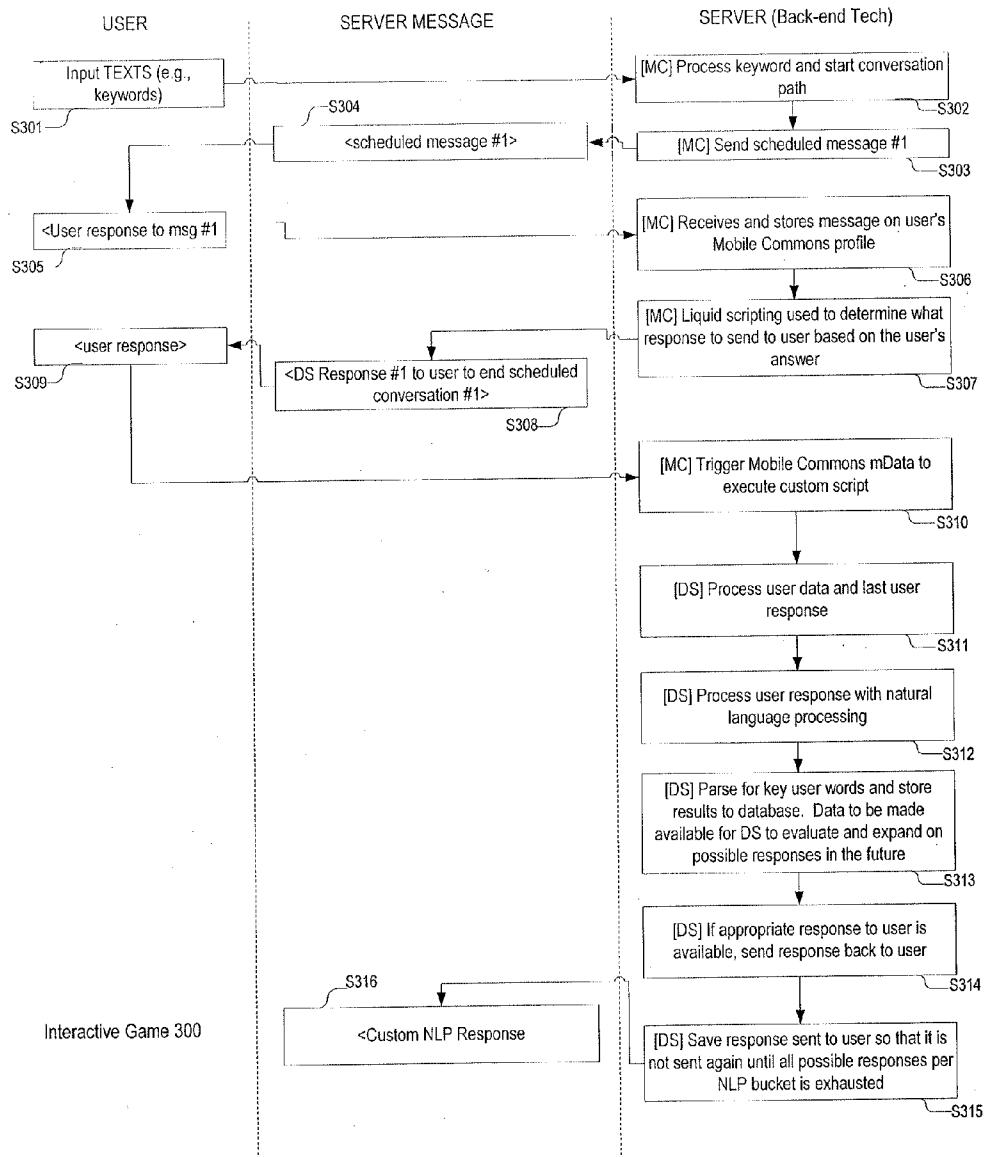 USER
SERVER MESSAGE
SERVER (Back-end Tech)
Input TEXTS (e.g.,
keywords)
S301
[MC] Process keyword and start conversation
path
S302
S304
<scheduled message #1>
[MC] Send scheduled message #1
S303
<User response to msg #1
S305
[MC] Receives and stores message on user's
Mobile Commons profile
S306
[MC] Liquid scripting used to determine what
response to send to user based on the user's
answer
S307
<user response>
S309
<DS Response #1 to user to end scheduled
conversation #1>
S308
[MC] Trigger Mobile Commons mData to
execute custom script
S310
[DS] Process user data and last user
response
S311
[DS] Process user response with natural
language processing
S312
[DS] Parse for key user words and store
results to database. Data to be made
available for DS to evaluate and expand on
possible responses in the future
S313
[DS] If appropriate response to user is
available, send response back to user
S314
S316
<Custom NLP Response
Interactive Game 300
[DS] Save response sent to user so that it is
not sent again until all possible responses per
NLP bucket is exhausted
S315